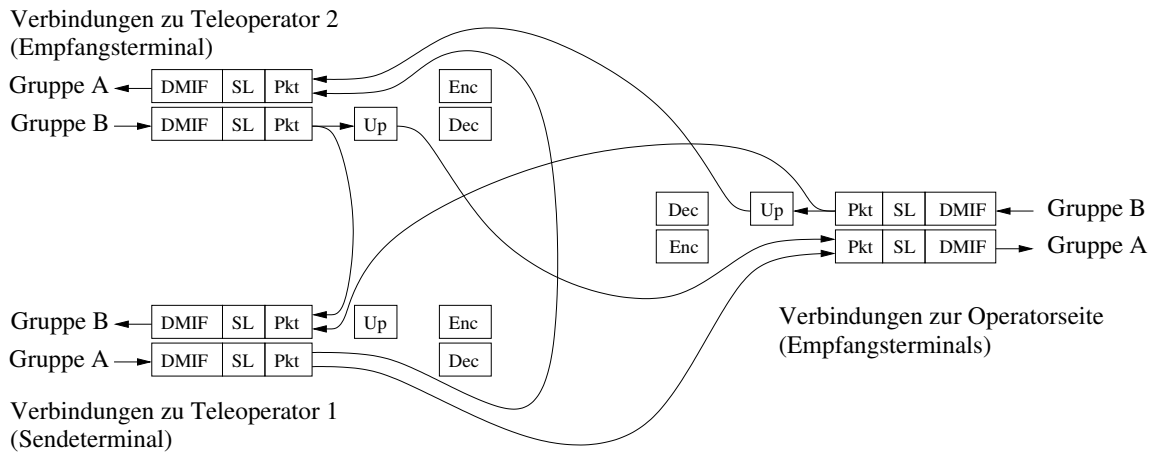 Verbindungen zu Teleoperator 2
(Empfangsterminal)
Gruppe A DMIF SL Pkt Enc
Gruppe B DMIF SL Pkt Up Dec
Dec Up Pkt SL DMIF Gruppe B
Enc Pkt SL DMIF Gruppe A
Gruppe B DMIF SL Pkt Up Enc
Gruppe A DMIF SL Pkt Dec
Verbindungen zur Operatorseite
(Empfangsterminals)
Verbindungen zu Teleoperator 1
(Sendeterminal)